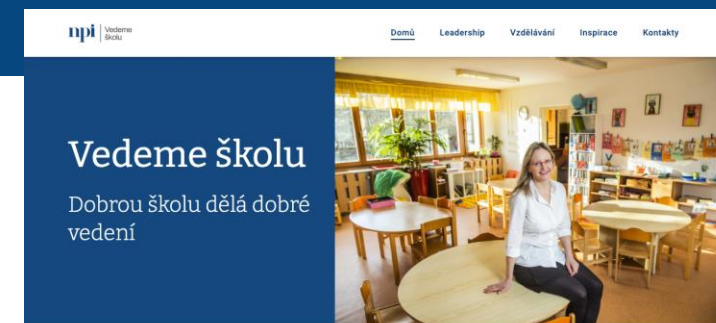 npi
Vedeme
školu
Domů Leadership Vzdělávání Inspirace Kontakty
Vedeme školu
Dobrou školu dělá dobré
vedení